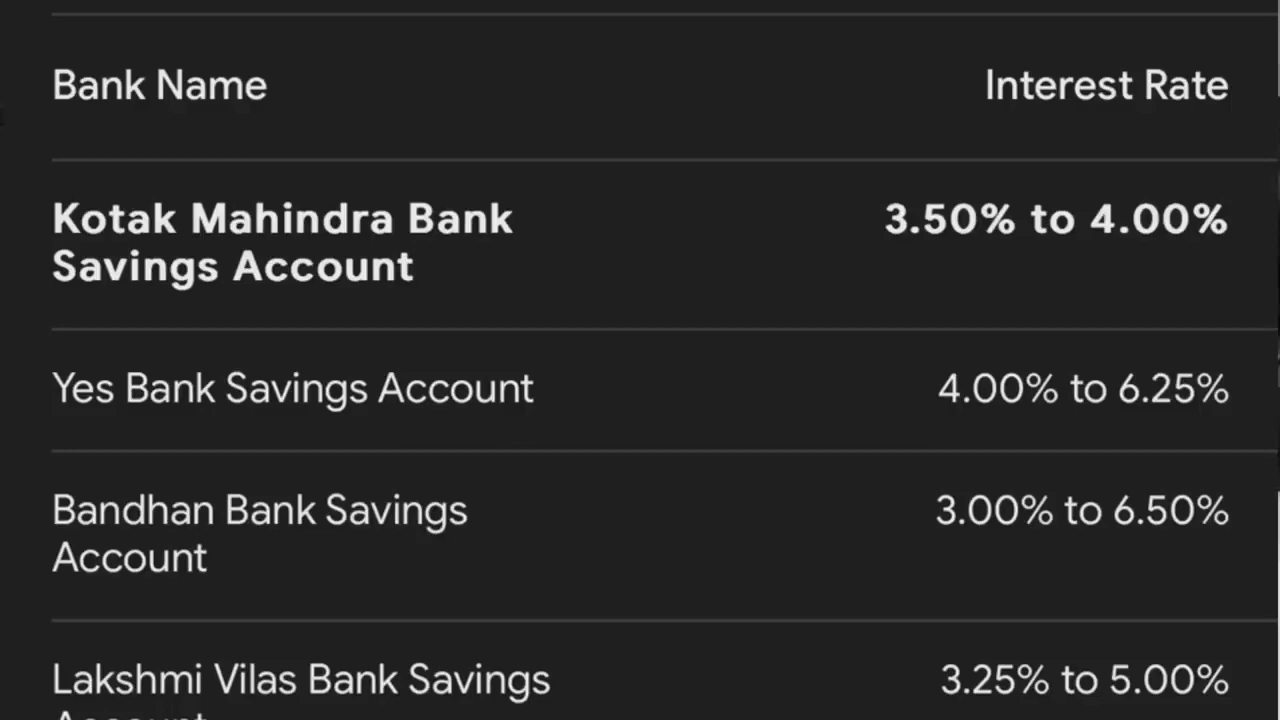 Bank Name Interest Rate
Kotak Mahindra Bank 3.50% to 4.00%
Savings Account
Yes Bank Savings Account 4.00% to 6.25%
Bandhan Bank Savings 3.00% to 6.50%
Account
Lakshmi Vilas Bank Savings 3.25% to 5.00%